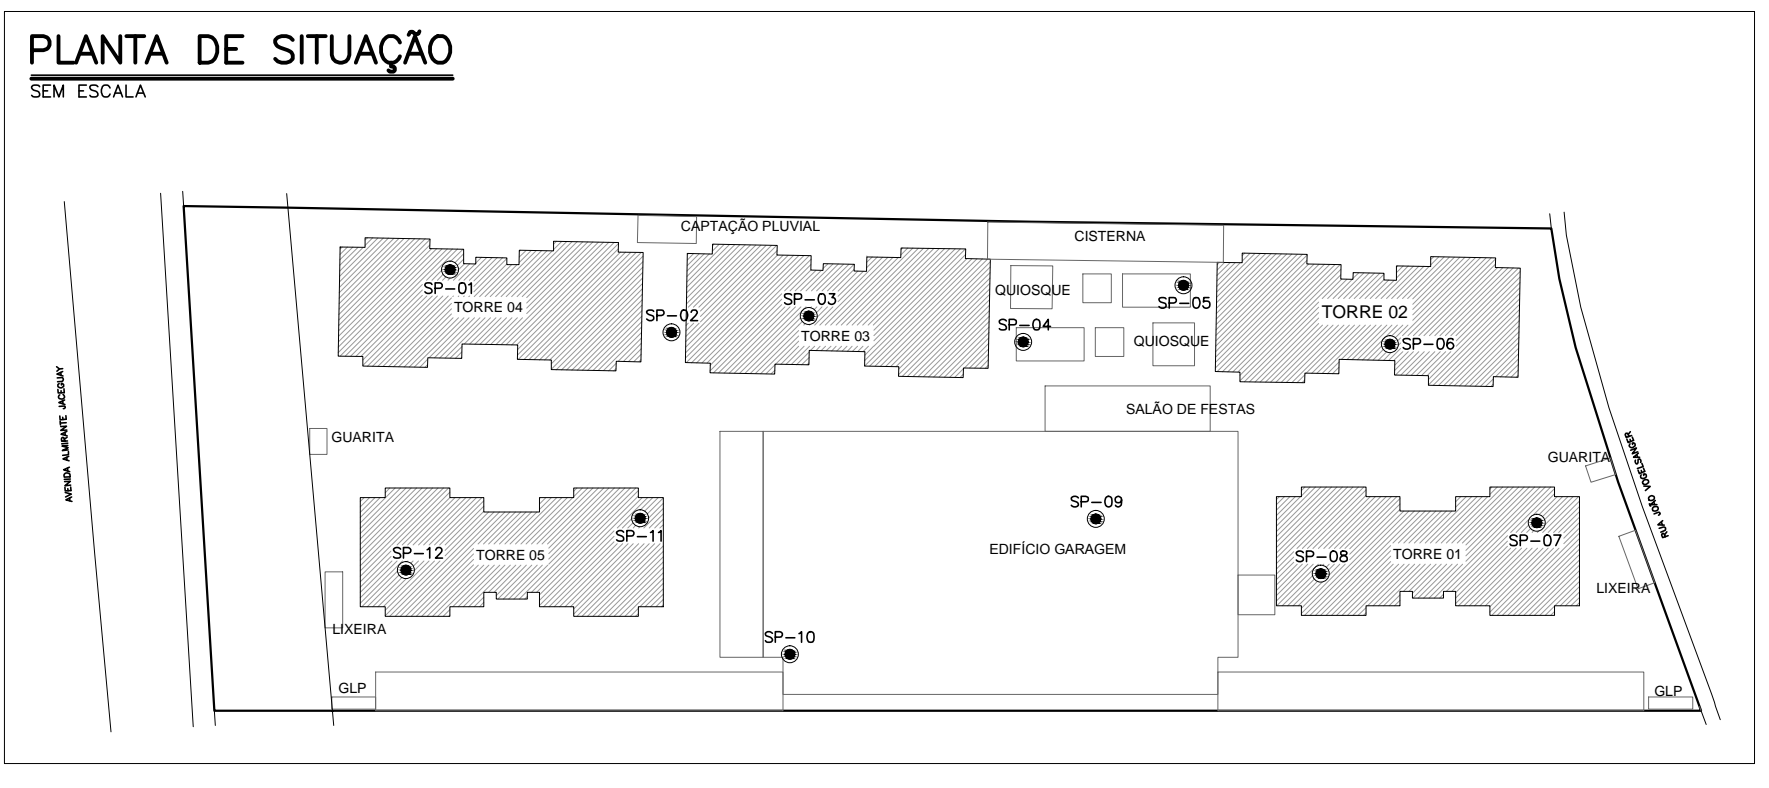 PLANTA DE SITUAÇÃO
SEM ESCALA
CAPTAÇÃO PLUVIAL
CISTERNA
SP-01
TORRE 04
SP-02
SP-03
TORRE 03
QUIOSQUE
SP-04
SP-05
QUIOSQUE
TORRE 02
SP-06
SALÃO DE FESTAS
AVENIDA ALMIRANTE JACEGUAY
GUARITA
GUARITA
RUA JOÃO VOGELSANGER
SP-12
TORRE 05
SP-11
SP-09
EDIFÍCIO GARAGEM
SP-08
TORRE 01
SP-07
LIXEIRA
LIXEIRA
SP-10
GLP
GLP